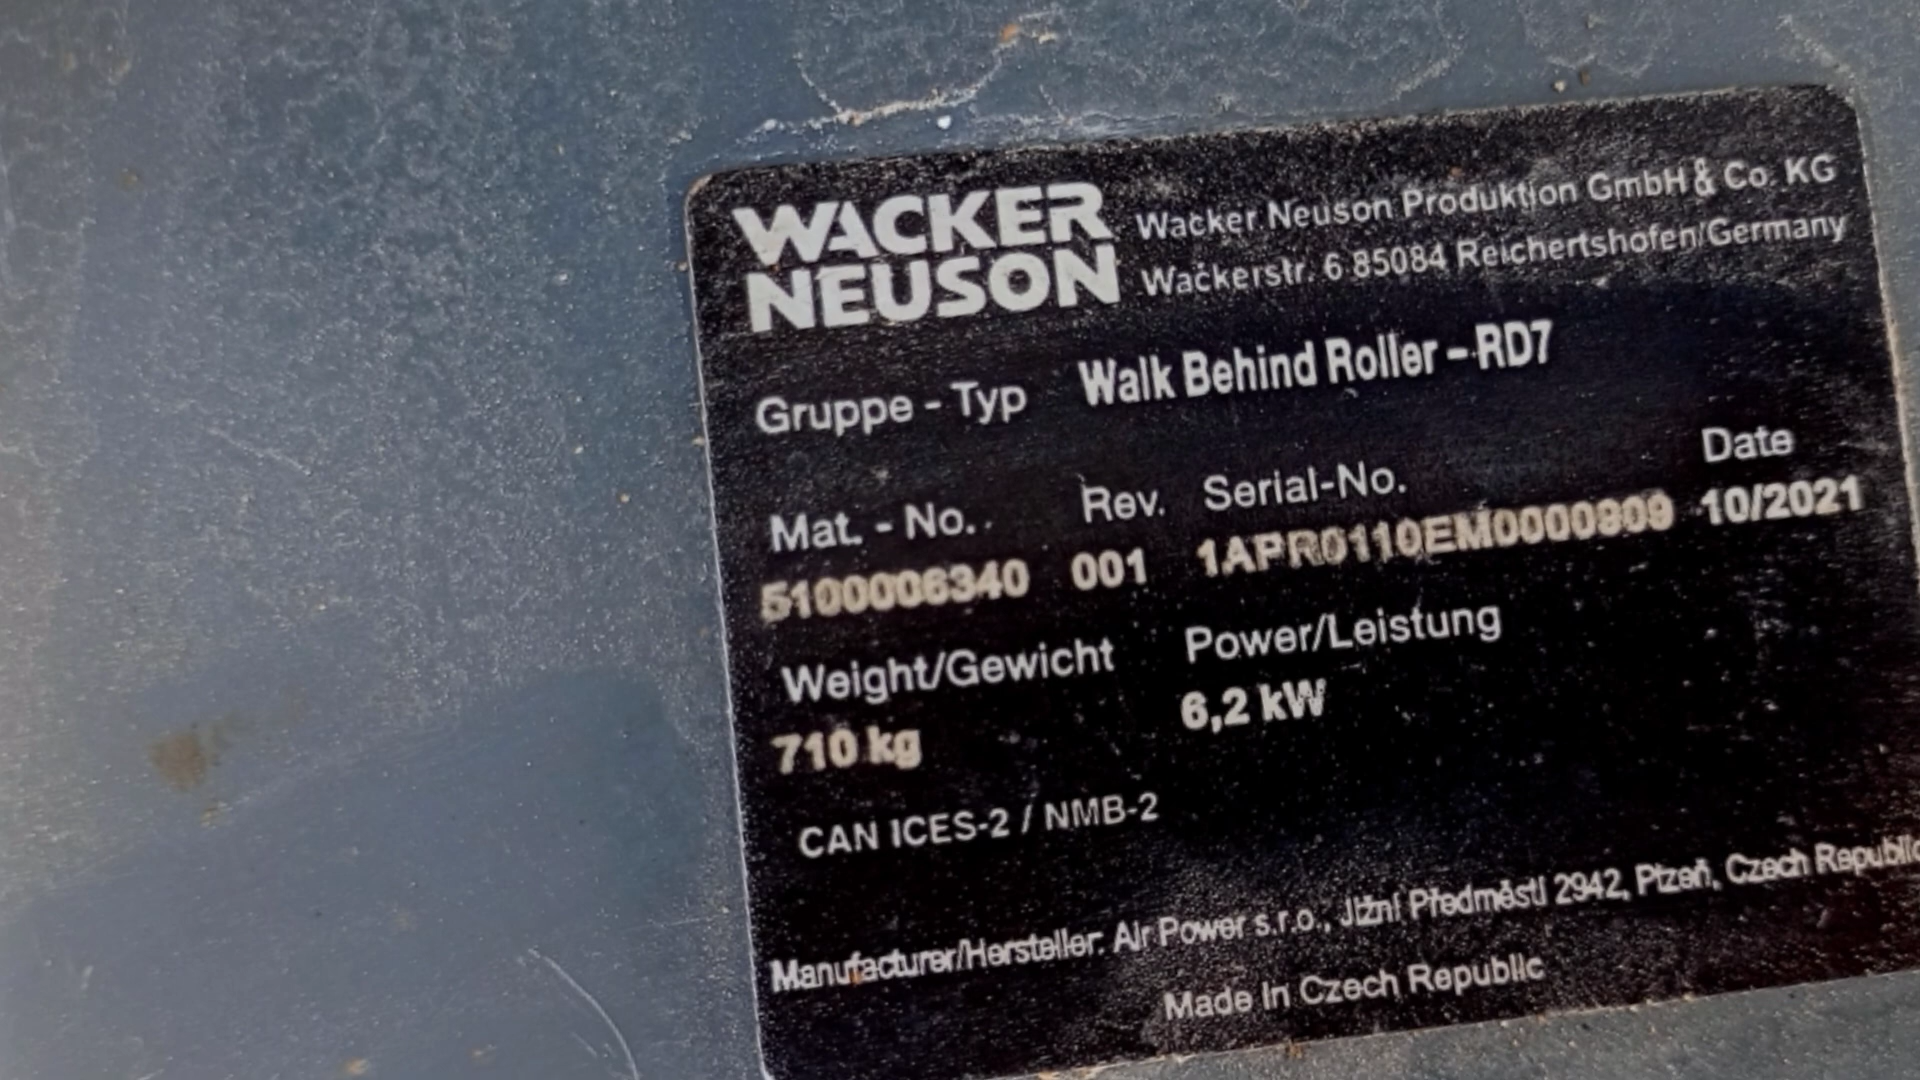 WACKER
NEUSON
Wacker Neuson Produktion GmbH & Co. KG
Wackerstr. 6 85084 Reichertshofen/Germany
Gruppe - Typ Walk Behind Roller - RD7
Mat. - No. Rev. Serial-No. Date
5100006340 001 1APR0110EM0000809 10/2021
Weight/Gewicht Power/Leistung
710 kg 6,2 kW
CAN ICES-2 / NMB-2
Manufacturer/Hersteller: Air Power s.r.o., Jižní Předměstí 2942, Plzeň, Czech Republic
Made in Czech Republic